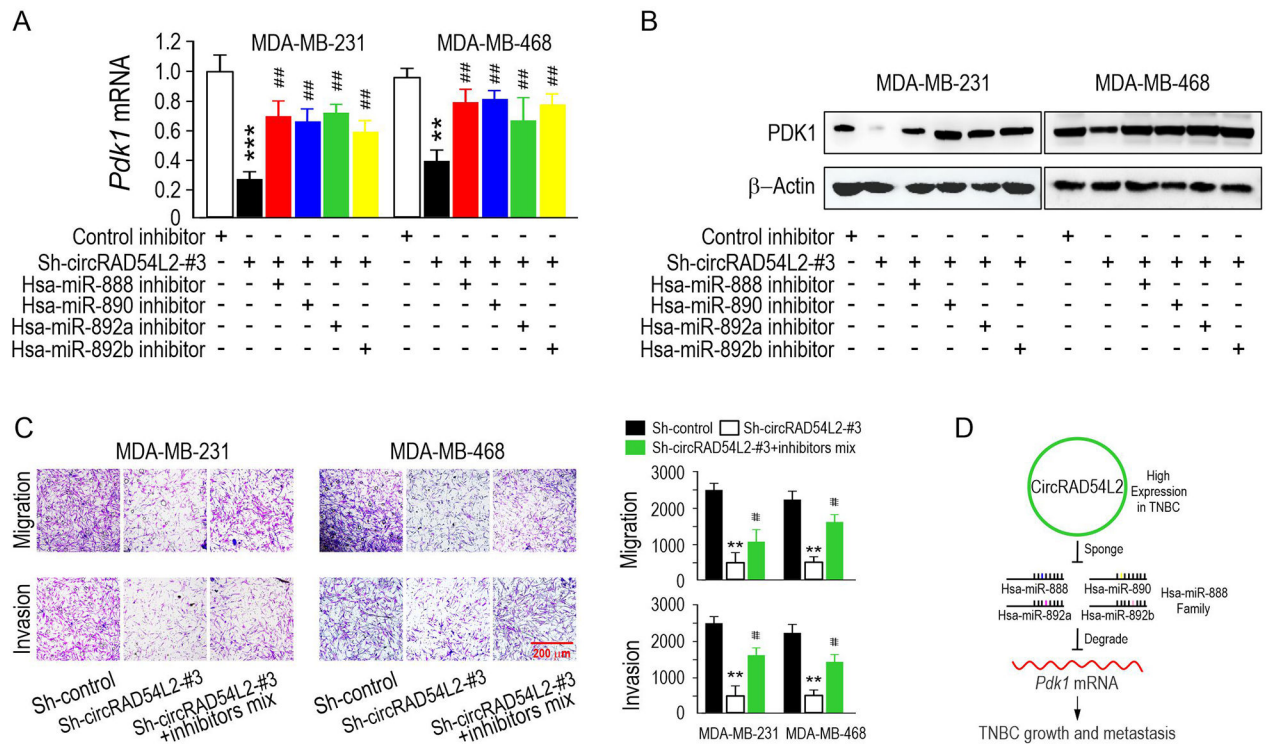 A
MDA-MB-231 MDA-MB-468
Pdk1 mRNA
1.2
1.0
0.8
0.6
0.4
0.2
0
*** ## ## ## ## ** ## ## ## ##
Control inhibitor + - - - - - + - - - - -
Sh-circRAD54L2-#3 - + + + + + - + + + + +
Hsa-miR-888 inhibitor - - + - - - - - + - - -
Hsa-miR-890 inhibitor - - - + - - - - - + - -
Hsa-miR-892a inhibitor - - - - + - - - - - + -
Hsa-miR-892b inhibitor - - - - - + - - - - - +
B
MDA-MB-231 MDA-MB-468
PDK1
β–Actin
Control inhibitor + - - - - - + - - - - -
Sh-circRAD54L2-#3 - + + + + + - + + + + +
Hsa-miR-888 inhibitor - - + - - - - - + - - -
Hsa-miR-890 inhibitor - - - + - - - - - + - -
Hsa-miR-892a inhibitor - - - - + - - - - - + -
Hsa-miR-892b inhibitor - - - - - + - - - - - +
C
MDA-MB-231 MDA-MB-468
Migration
Invasion
200 μm
Sh-control
Sh-circRAD54L2-#3
Sh-circRAD54L2-#3
+inhibitors mix
Sh-control
Sh-circRAD54L2-#3
Sh-circRAD54L2-#3
+inhibitors mix
Sh-control Sh-circRAD54L2-#3
Sh-circRAD54L2-#3+inhibitors mix
Migration
3000
2000
1000
0
** # ** #
Invasion
3000
2000
1000
0
** # ** #
MDA-MB-231 MDA-MB-468
D
CircRAD54L2
High
Expression
in TNBC
Sponge
Hsa-miR-888 Hsa-miR-890
Hsa-miR-892a Hsa-miR-892b
Hsa-miR-888
Family
Degrade
Pdk1 mRNA
TNBC growth and metastasis